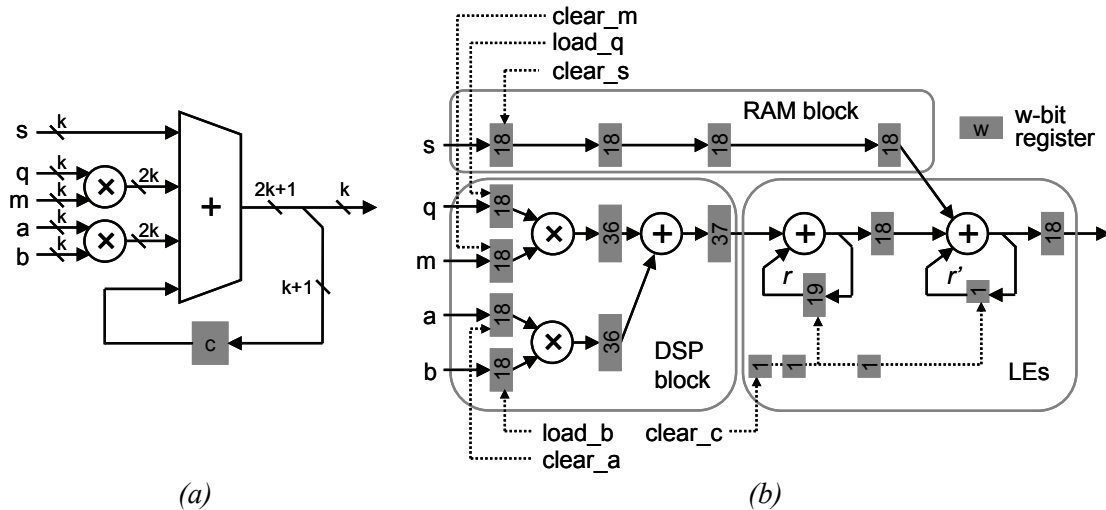 clear_m
load_q
clear_s
s k
q k
m k
2k
a k
b k
2k
+
2k+1
k
k+1
c
(a)
RAM block
w
w-bit
register
s
18
18
18
18
q
18
m
18
×
36
+
37
a
18
b
18
×
36
DSP
block
+
r
19
18
+
r'
1
18
1
1
1
LEs
load_b
clear_a
clear_c
(b)